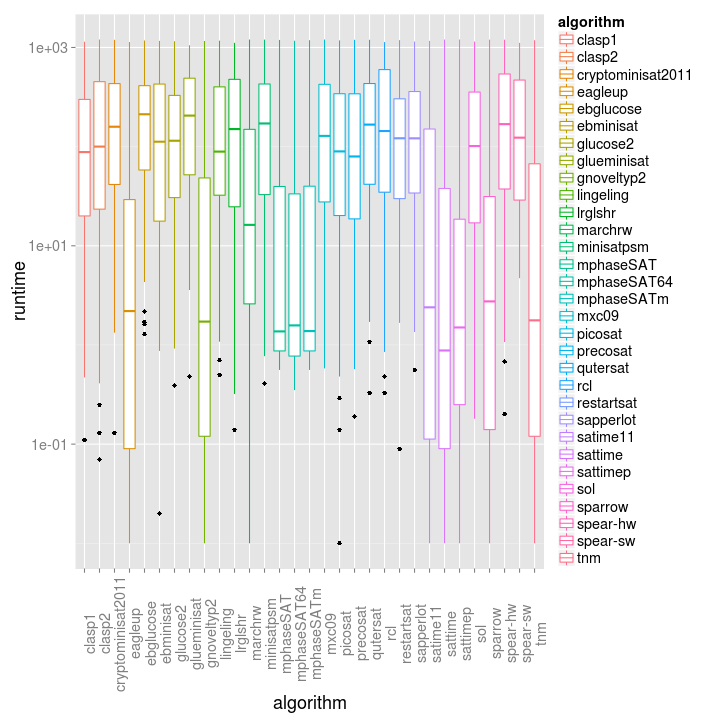 1e+03
1e+01
1e-01
runtime
clasp1
clasp2
cryptominisat2011
eagleup
ebglucose
ebminisat
glucose2
glueminisat
gnoveltyp2
lingeling
lrglshr
marchrw
minisatpsm
mphaseSAT
mphaseSAT64
mphaseSATm
mxc09
picosat
precosat
qutersat
rcl
restartsat
sapperlot
satime11
sattime
sattimep
sol
sparrow
spear-hw
spear-sw
tnm
algorithm
algorithm
clasp1
clasp2
cryptominisat2011
eagleup
ebglucose
ebminisat
glucose2
glueminisat
gnoveltyp2
lingeling
lrglshr
marchrw
minisatpsm
mphaseSAT
mphaseSAT64
mphaseSATm
mxc09
picosat
precosat
qutersat
rcl
restartsat
sapperlot
satime11
sattime
sattimep
sol
sparrow
spear-hw
spear-sw
tnm